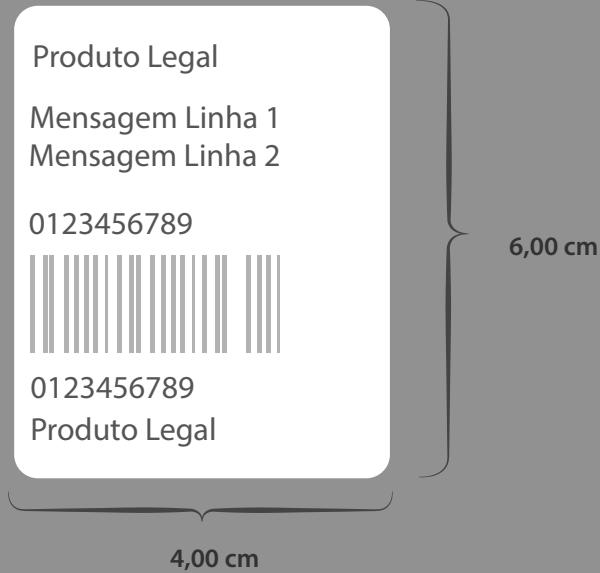 Produto Legal
Mensagem Linha 1
Mensagem Linha 2
0123456789
0123456789
Produto Legal
6,00 cm
4,00 cm